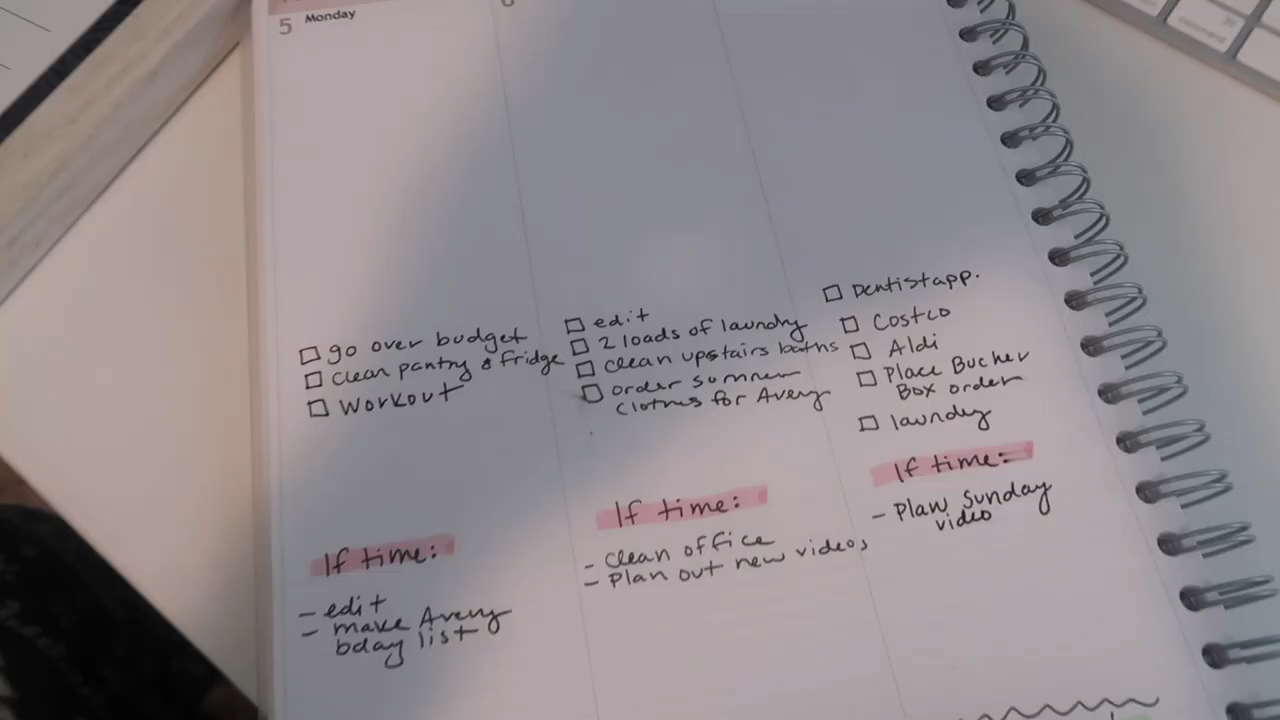 5 Monday
6
□ go over budget
□ clean pantry & fridge
□ workout
If time:
- edit
- make Avery
bday list
□ edit
□ 2 loads of laundry
□ clean upstairs baths
□ order summer
clothes for Avery
If time:
- clean office
- Plan out new videos
□ Dentist app.
□ Costco
□ Aldi
□ Place Bucher
Box order
□ laundry
If time:
- Plan Sunday
video
command